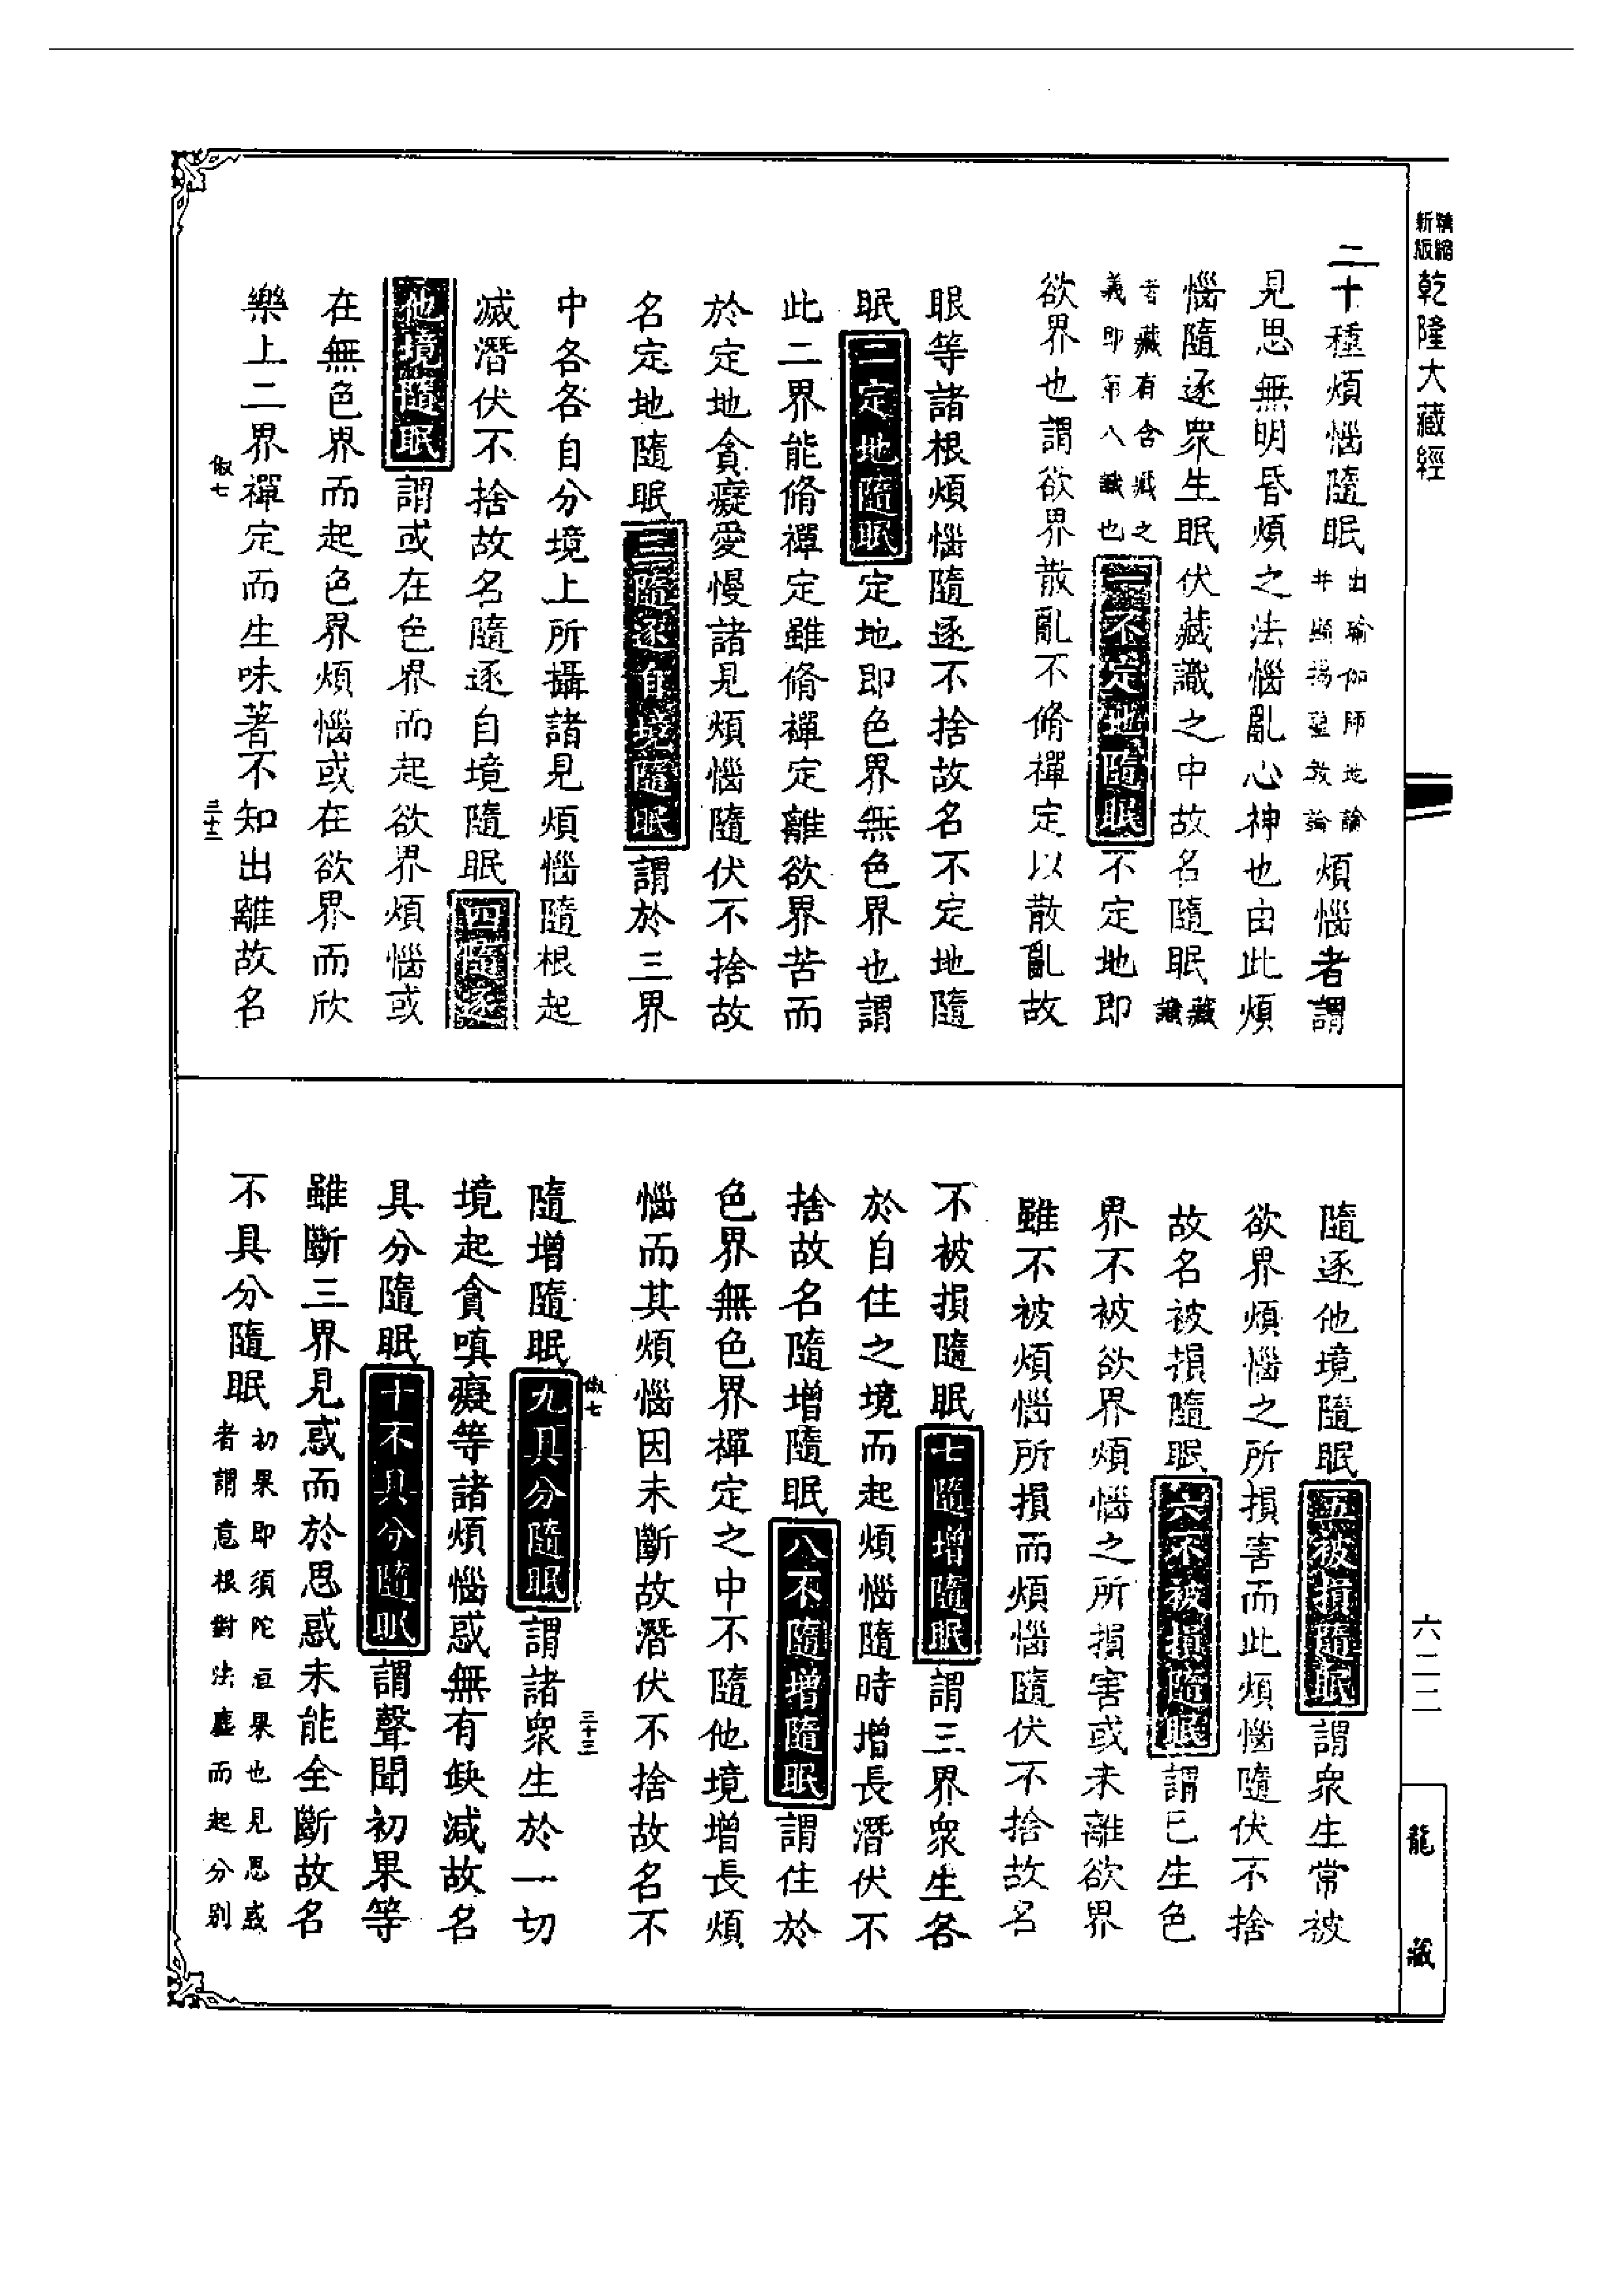 精縮新版 乾隆大藏經
二十種煩惱隨眠出瑜伽師地論并顯揚聖教論煩惱者謂
見思無明昏煩之法惱亂心神也由此煩
惱隨逐衆生眠伏藏識之中故名隨眠藏識
者藏有含藏之義即第八識也一不定地隨眠不定地即
欲界也謂欲界散亂不脩禪定以散亂故
眼等諸根煩惱隨逐不捨故名不定地隨
眠二定地隨眠定地即色界無色界也謂
此二界能脩禪定雖脩禪定離欲界苦而
於定地貪癡愛慢諸見煩惱隨伏不捨故
名定地隨眠三隨逐自境隨眠謂於三界
中各各自分境上所攝諸見煩惱隨根起
滅潛伏不捨故名隨逐自境隨眠四隨逐
他境隨眠謂或在色界而起欲界煩惱或
在無色界而起色界煩惱或在欲界而欣
樂上二界禪定而生味著不知出離故名
俶七
三十三
隨逐他境隨眠五被損隨眠謂衆生常被
欲界煩惱之所損害而此煩惱隨伏不捨
故名被損隨眠六不被損隨眠謂已生色
界不被欲界煩惱之所損害或未離欲界
雖不被煩惱所損而煩惱隨伏不捨故名
不被損隨眠七隨增隨眠謂三界衆生各
於自住之境而起煩惱隨時增長潛伏不
捨故名隨增隨眠八不隨增隨眠謂住於
色界無色界禪定之中不隨他境增長煩
惱而其煩惱因未斷故潛伏不捨故名不
俶七
三十三
隨增隨眠九具分隨眠謂諸衆生於一切
境起貪嗔癡等諸煩惱惑無有缺減故名
具分隨眠十不具分隨眠謂聲聞初果等
雖斷三界見惑而於思惑未能全斷故名
不具分隨眠初果即須陀洹果也見思惑者謂意根對法塵而起分別
六二二
龍藏